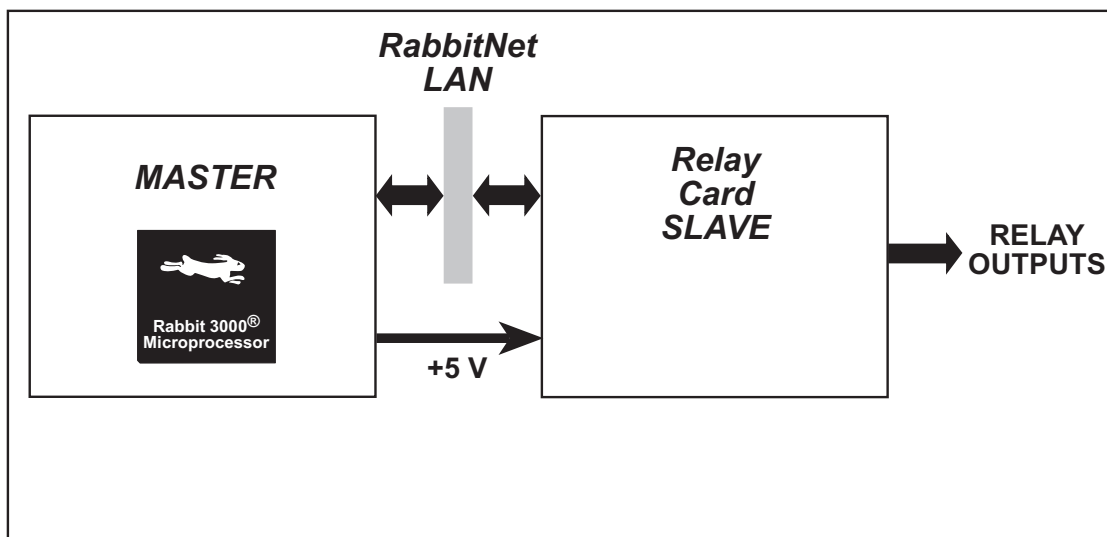 RabbitNet
LAN
MASTER
Rabbit 3000®
Microprocessor
+5 V
Relay
Card
SLAVE
RELAY
OUTPUTS